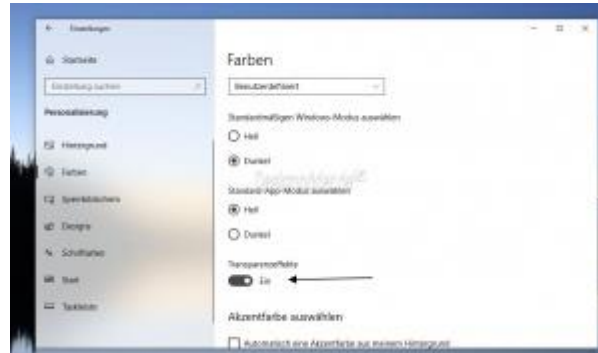 Einstellungen
Startseite
Einstellung suchen
Personalisierung
Hintergrund
Farben
Sperrbildschirm
Designs
Schriftarten
Start
Taskleiste
Farben
Benutzerdefiniert
Standardmäßigen Windows-Modus auswählen
Hell
Dunkel
Standard-App-Modus auswählen
Hell
Dunkel
Transparenzeffekte
Ein
Akzentfarbe auswählen
Automatisch eine Akzentfarbe aus meinem Hintergrund